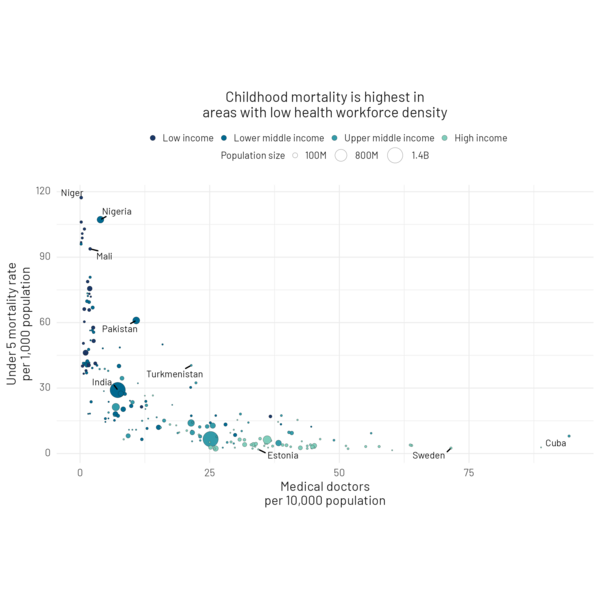 Childhood mortality is highest in
areas with low health workforce density
Low income Lower middle income Upper middle income High income
Population size 100M 800M 1.4B
Under 5 mortality rate
per 1,000 population
120
90
60
30
0
Niger
Nigeria
Mali
Pakistan
Turkmenistan
India
Cuba
Estonia
Sweden
0 25 50 75
Medical doctors
per 10,000 population